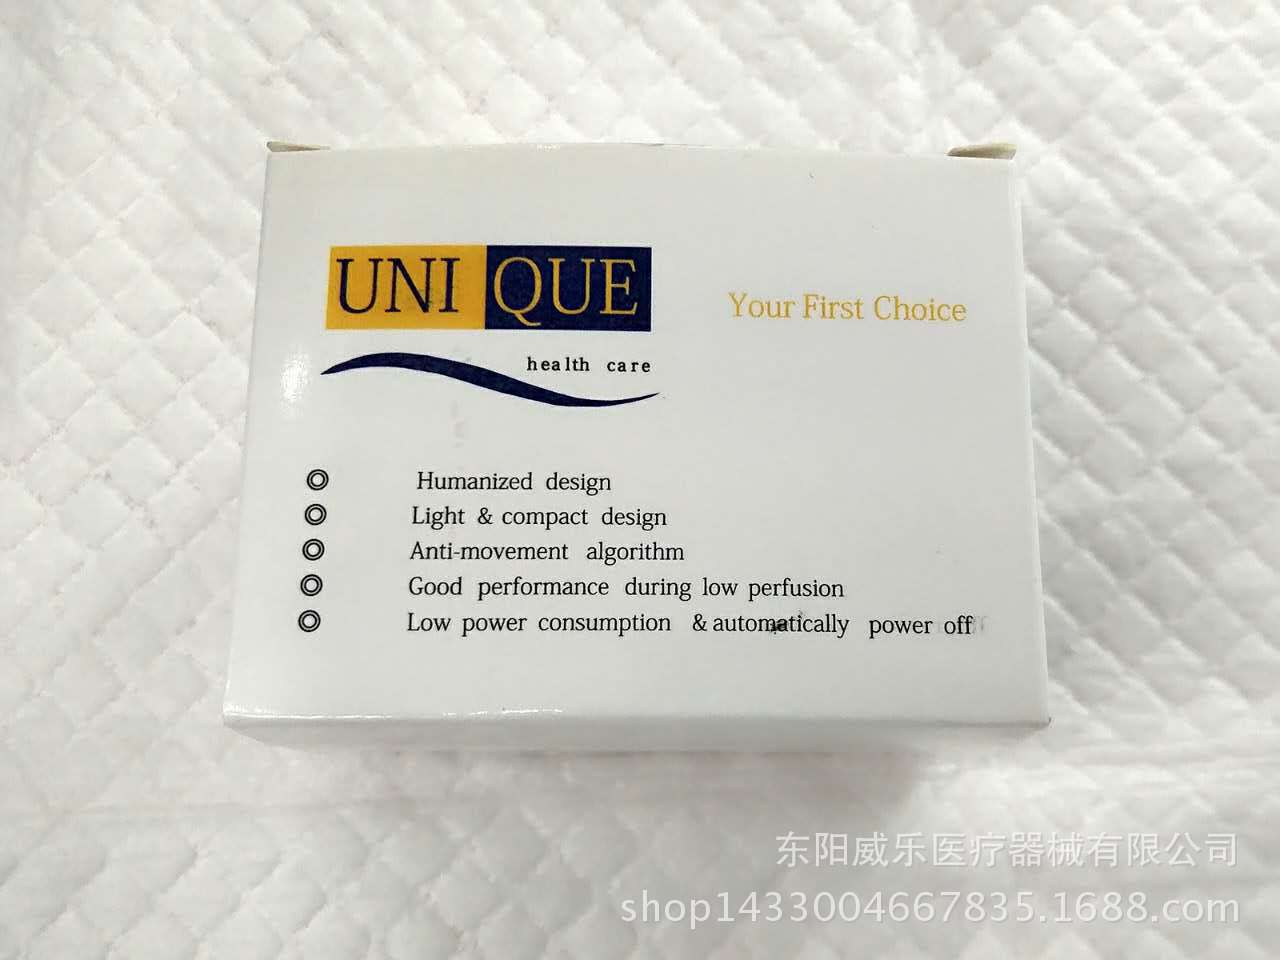 UNIQUE
Your First Choice
health care
Humanized design
Light & compact design
Anti-movement algorithm
Good performance during low perfusion
Low power consumption & automatically power off
东阳威乐医疗器械有限公司
shop1433004667835.1688.com